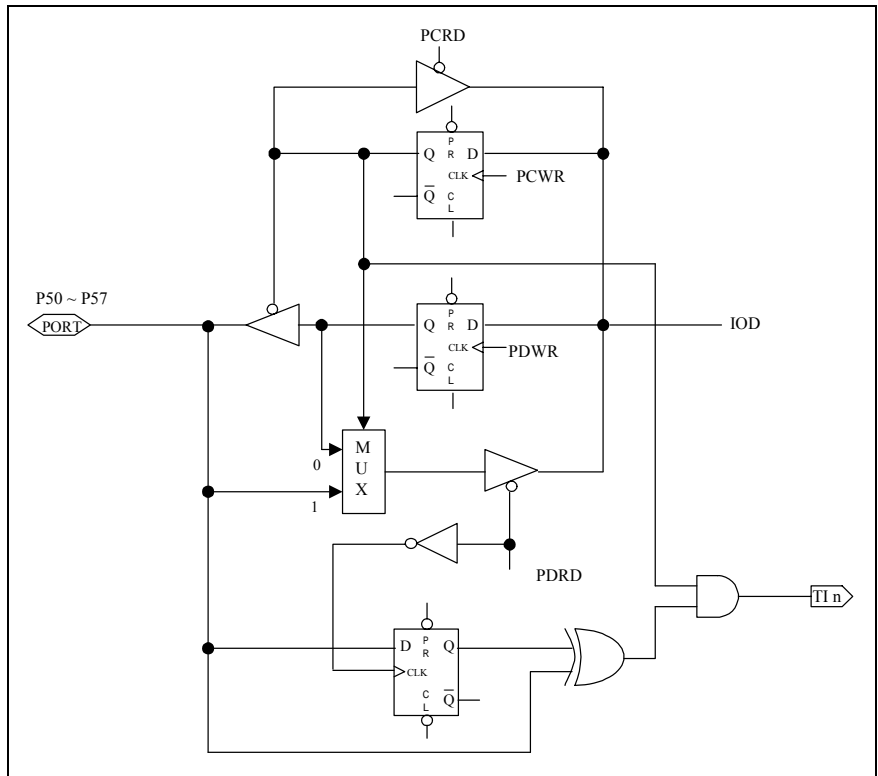 PCRD
P R
Q D
CLK PCWR
Q̅ C L
P50 ~ P57
PORT
P R
Q D
IOD
CLK PDWR
Q̅ C L
M U X
0
1
PDRD
TI n
P R
D Q
CLK
C L Q̅